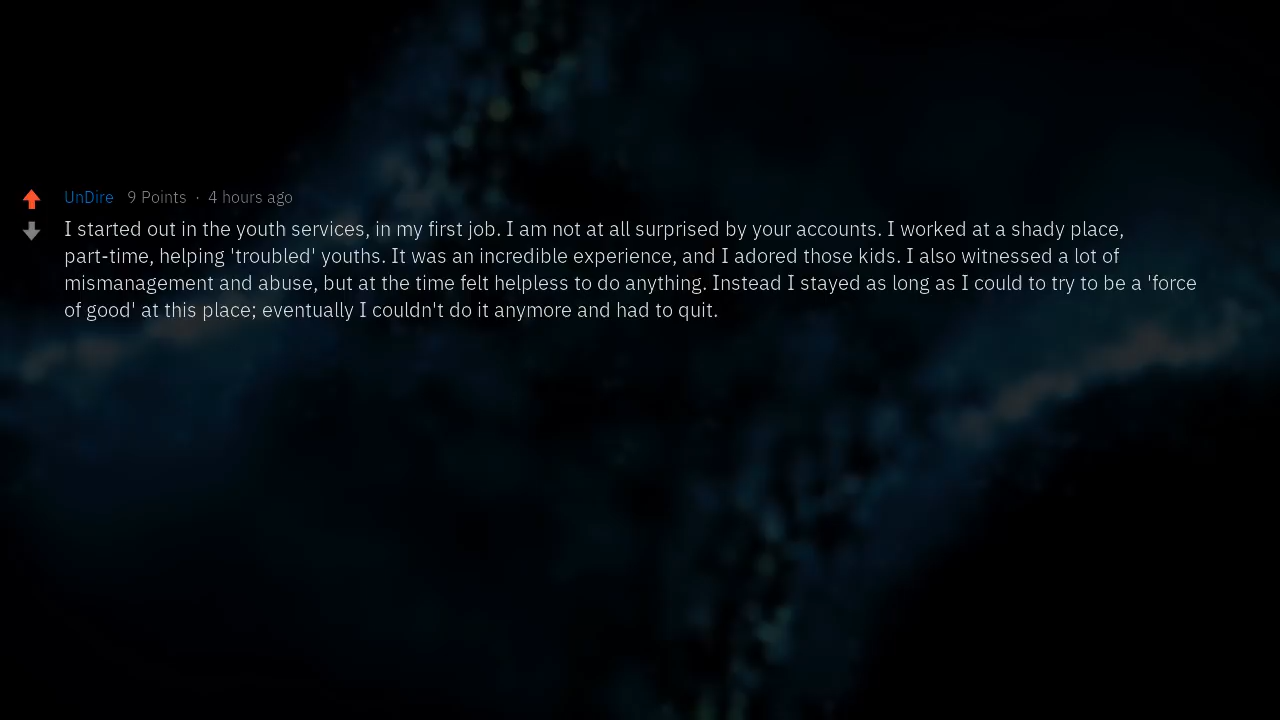 UnDire 9 Points · 4 hours ago
I started out in the youth services, in my first job. I am not at all surprised by your accounts. I worked at a shady place,
part-time, helping 'troubled' youths. It was an incredible experience, and I adored those kids. I also witnessed a lot of
mismanagement and abuse, but at the time felt helpless to do anything. Instead I stayed as long as I could to try to be a 'force
of good' at this place; eventually I couldn't do it anymore and had to quit.